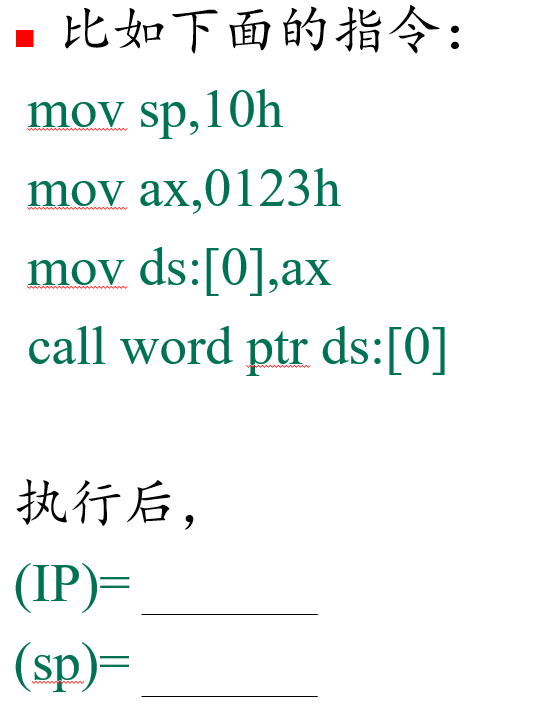 比如下面的指令：
mov sp,10h
mov ax,0123h
mov ds:[0],ax
call word ptr ds:[0]
执行后，
(IP)= ________
(sp)= ________